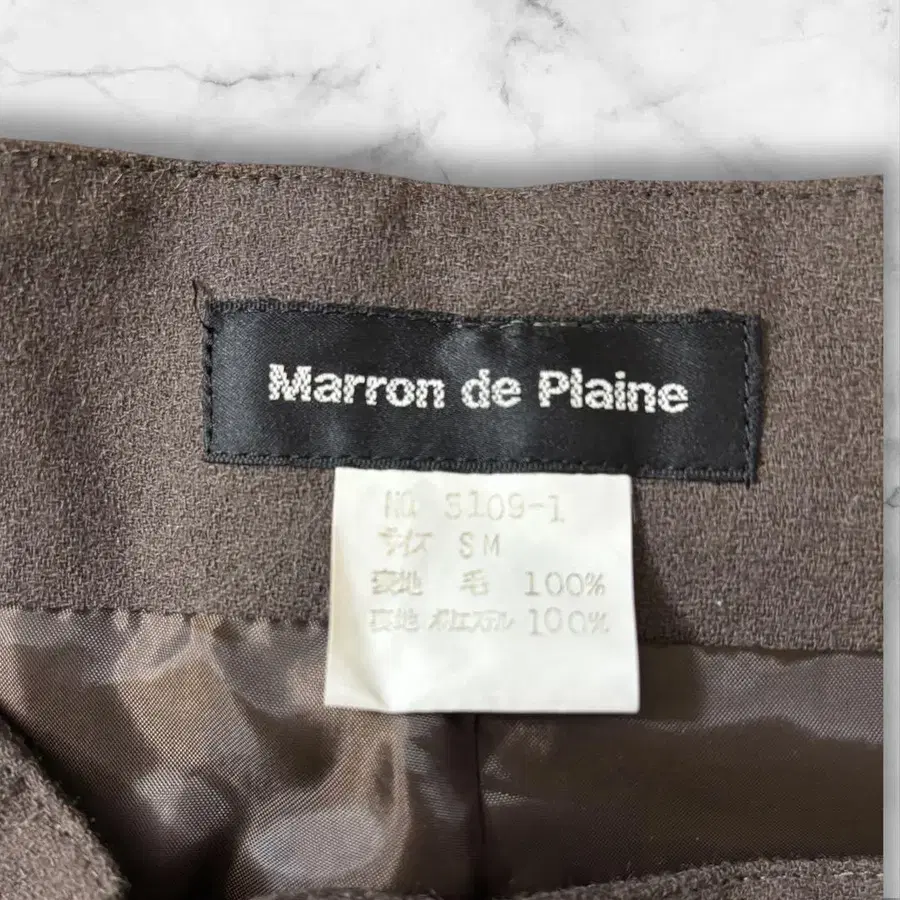 Marron de Plaine
NO. 5109-1
サイズ SM
表地 毛 100%
裏地 ポリエステル 100%